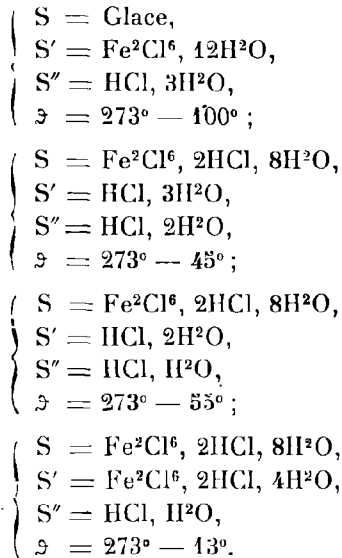 S = Glace,
S′ = Fe²Cl⁶, 12H²O,
S″ = HCl, 3H²O,
ϑ = 273° — 100° ;
S = Fe²Cl⁶, 2HCl, 8H²O,
S′ = HCl, 3H²O,
S″ = HCl, 2H²O,
ϑ = 273° — 45° ;
S = Fe²Cl⁶, 2HCl, 8H²O,
S′ = HCl, 2H²O,
S″ = HCl, H²O,
ϑ = 273° — 55° ;
S = Fe²Cl⁶, 2HCl, 8H²O,
S′ = Fe²Cl⁶, 2HCl, 4H²O,
S″ = HCl, H²O,
ϑ = 273° — 13°.